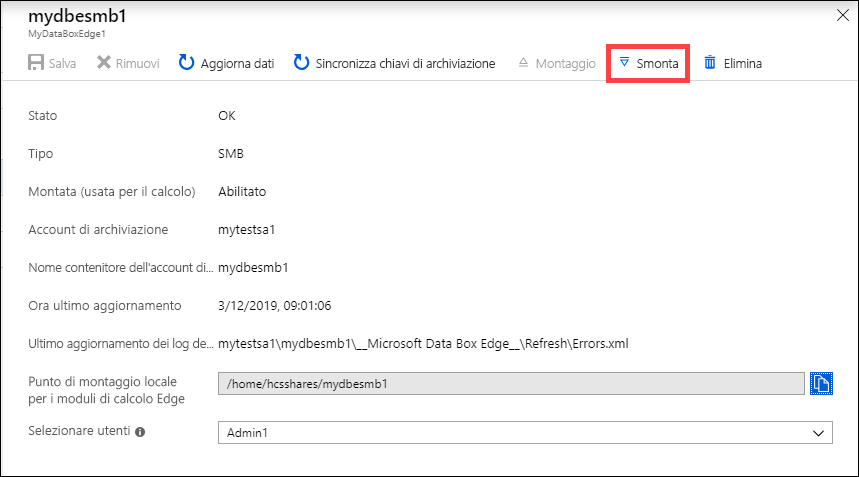 mydbesmb1
MyDataBoxEdge1
Salva Rimuovi Aggiorna dati Sincronizza chiavi di archiviazione Montaggio Smonta Elimina
Stato OK
Tipo SMB
Montata (usata per il calcolo) Abilitato
Account di archiviazione mytestsa1
Nome contenitore dell'account di... mydbesmb1
Ora ultimo aggiornamento 3/12/2019, 09:01:06
Ultimo aggiornamento dei log de... mytestsa1\mydbesmb1\__Microsoft Data Box Edge__\Refresh\Errors.xml
Punto di montaggio locale
per i moduli di calcolo Edge /home/hcsshares/mydbesmb1
Selezionare utenti Admin1